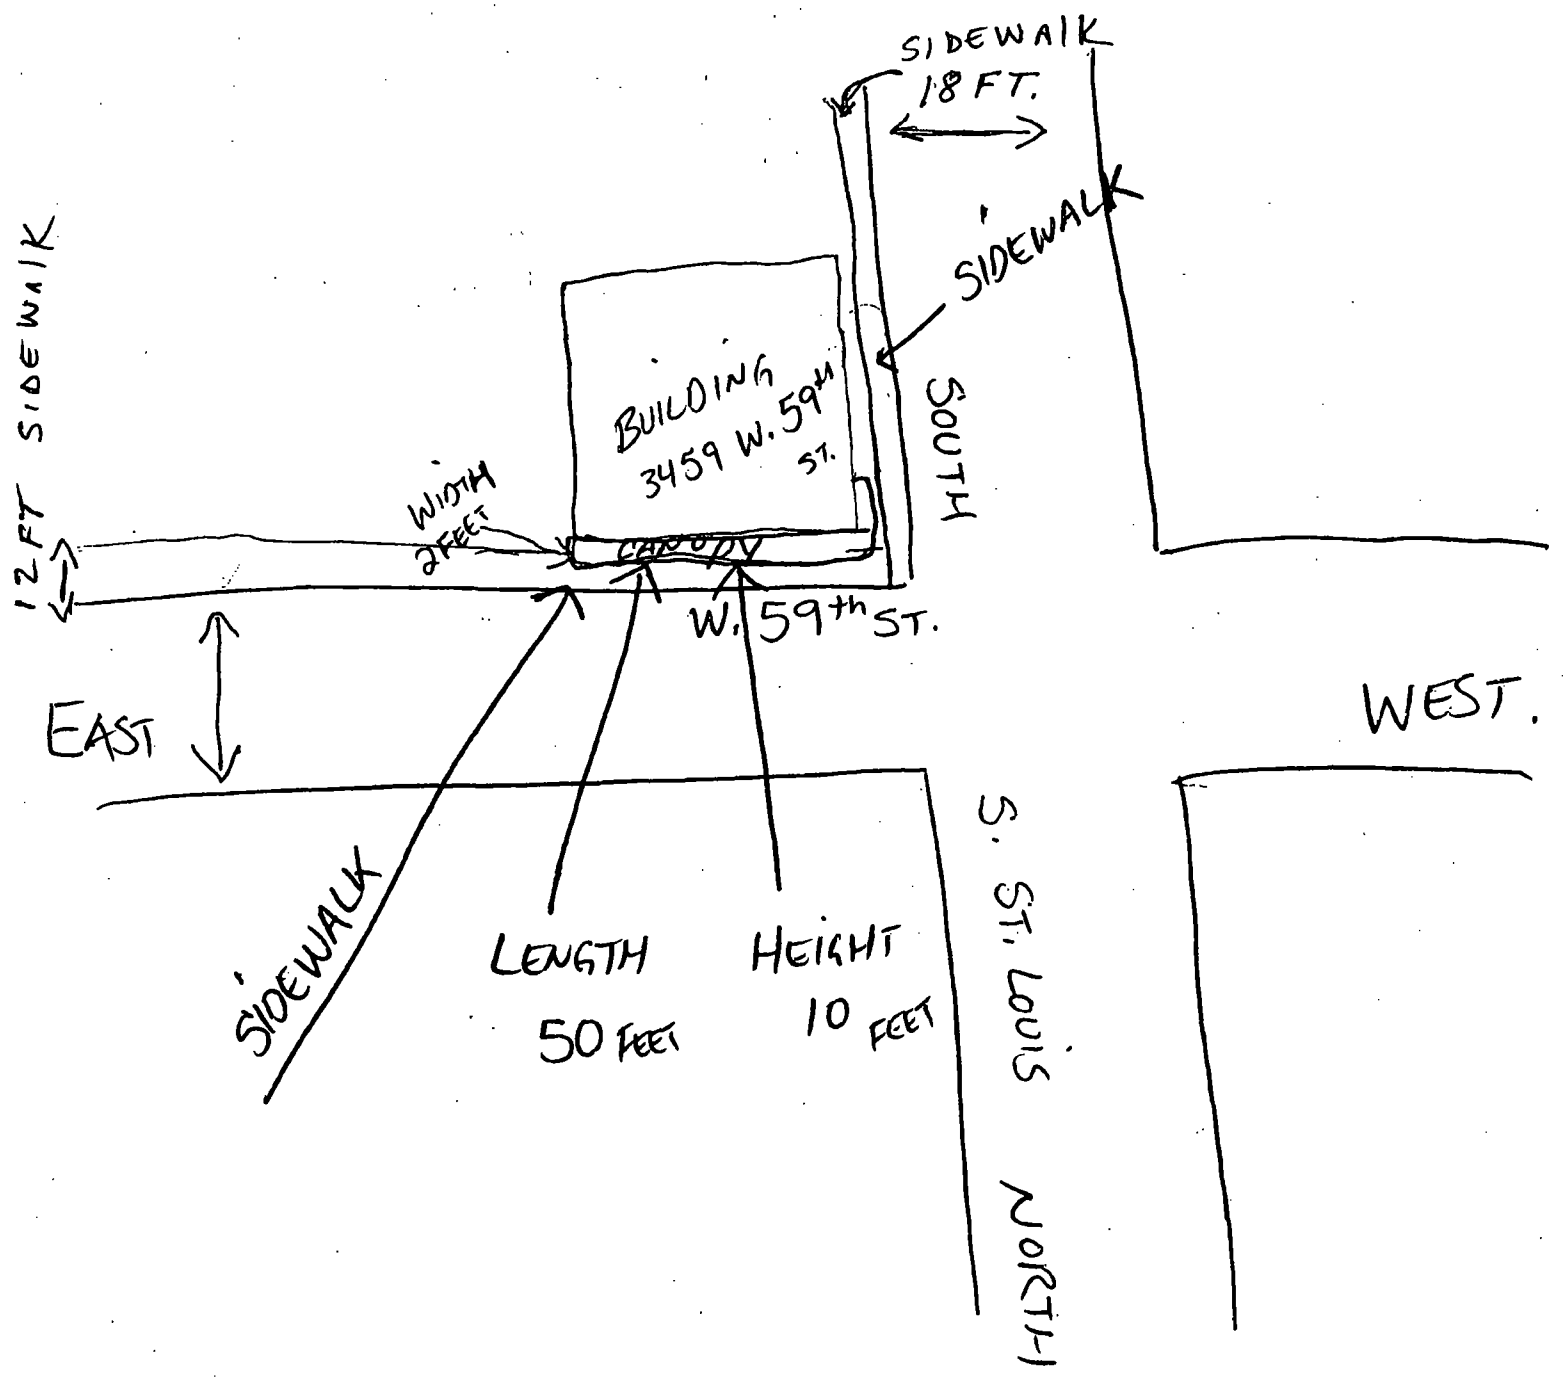 SIDEWALK
18 FT.
SIDEWALK
12 FT SIDEWALK
BUILDING
3459 W. 59th
ST.
SOUTH
WIDTH
2 FEET
CANOPY
W. 59th ST.
EAST
WEST.
S. ST. LOUIS
NORTH
SIDEWALK
LENGTH
50 FEET
HEIGHT
10 FEET